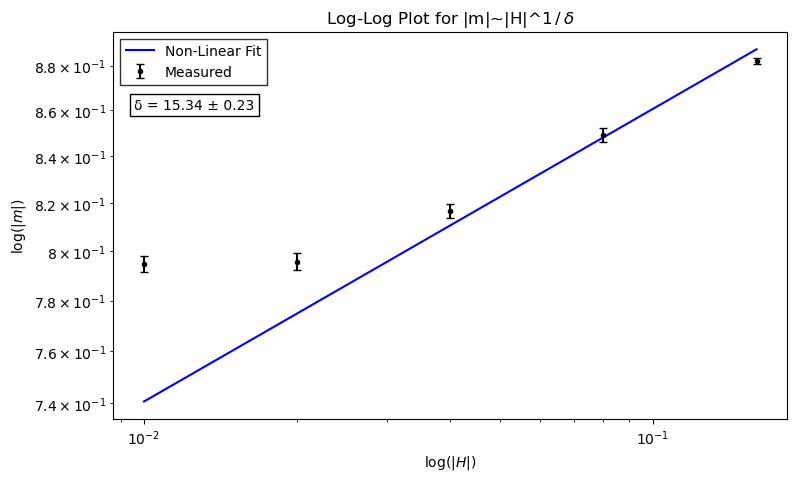 Log-Log Plot for |m|~|H|^1/δ
Non-Linear Fit
Measured
δ = 15.34 ± 0.23
8.8 × 10⁻¹
8.6 × 10⁻¹
8.4 × 10⁻¹
8.2 × 10⁻¹
8 × 10⁻¹
7.8 × 10⁻¹
7.6 × 10⁻¹
7.4 × 10⁻¹
log(|m|)
10⁻² 10⁻¹
log(|H|)